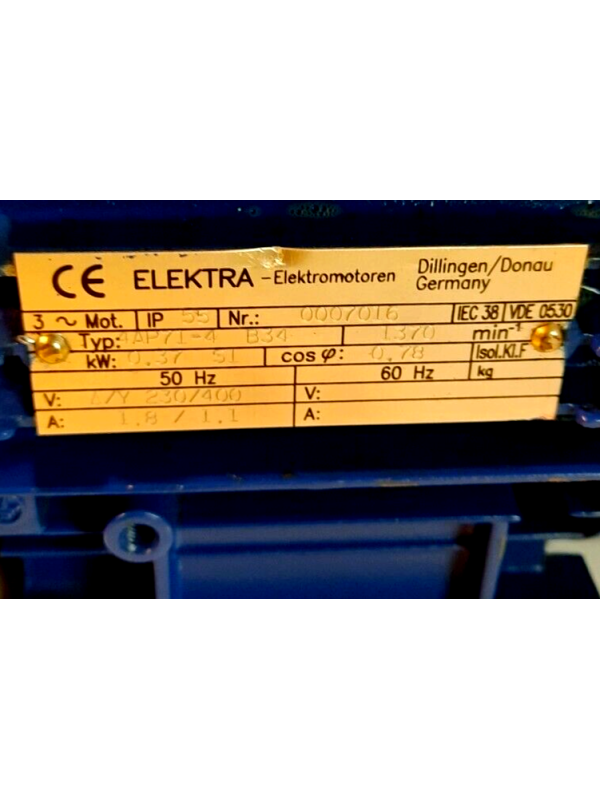 CE ELEKTRA -Elektromotoren Dillingen/Donau Germany
3 ~ Mot. IP 55 Nr.: 0007016 IEC 38 VDE 0530
Typ: AP71-4 B34 1370 min⁻¹
kW: 0.37 S1 cos φ: 0.78 Isol.Kl.F
50 Hz 60 Hz kg
V: Δ/Y 230/400 V:
A: 1.8 / 1.1 A: